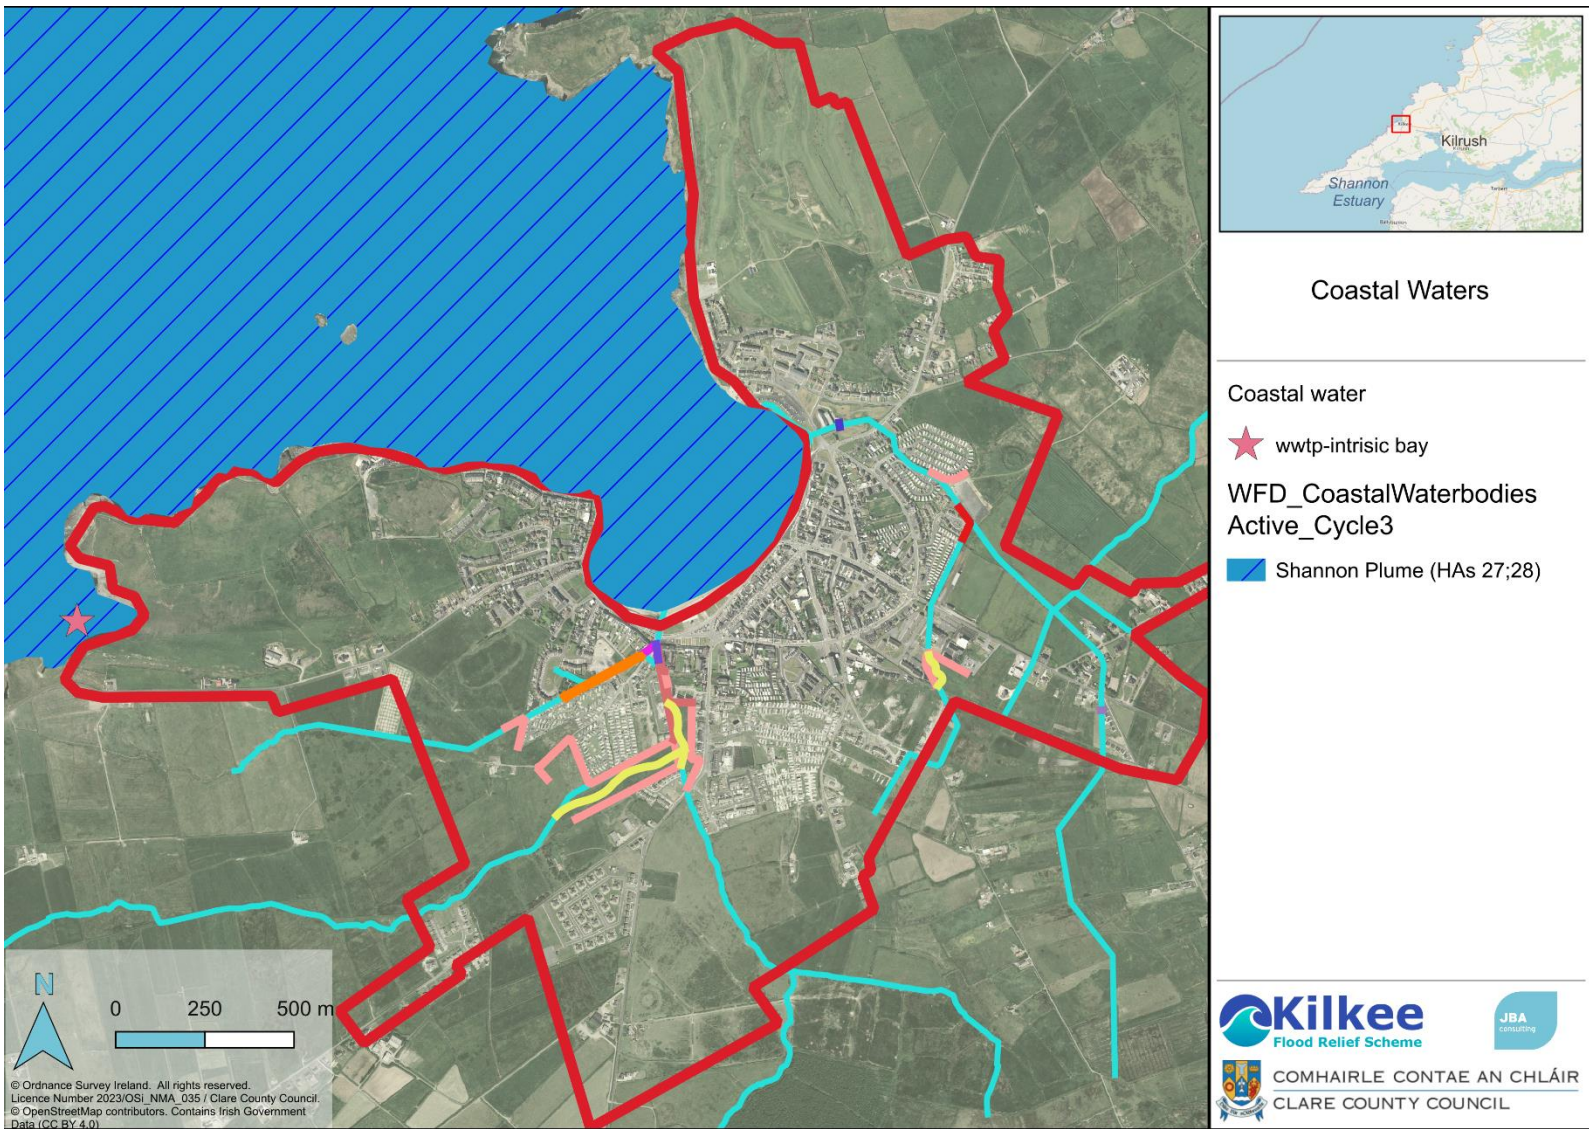 Kilrush
Shannon
Estuary
Coastal Waters
Coastal water
wwtp-intrisic bay
WFD_CoastalWaterbodies
Active_Cycle3
Shannon Plume (HAs 27;28)
N
0 250 500 m
© Ordnance Survey Ireland. All rights reserved.
Licence Number 2023/OSi_NMA_035 / Clare County Council.
© OpenStreetMap contributors. Contains Irish Government
Data (CC BY 4.0)
Kilkee
Flood Relief Scheme
JBA
consulting
COMHAIRLE CONTAE AN CHLÁIR
CLARE COUNTY COUNCIL